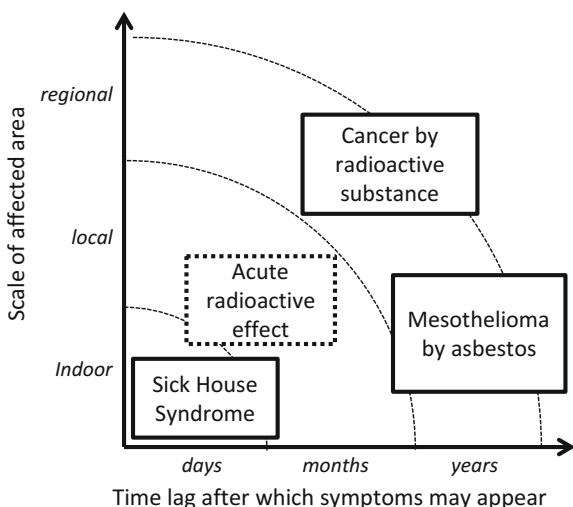 Scale of affected area
regional
local
Indoor
Cancer by
radioactive
substance
Acute
radioactive
effect
Mesothelioma
by asbestos
Sick House
Syndrome
days
months
years
Time lag after which symptoms may appear